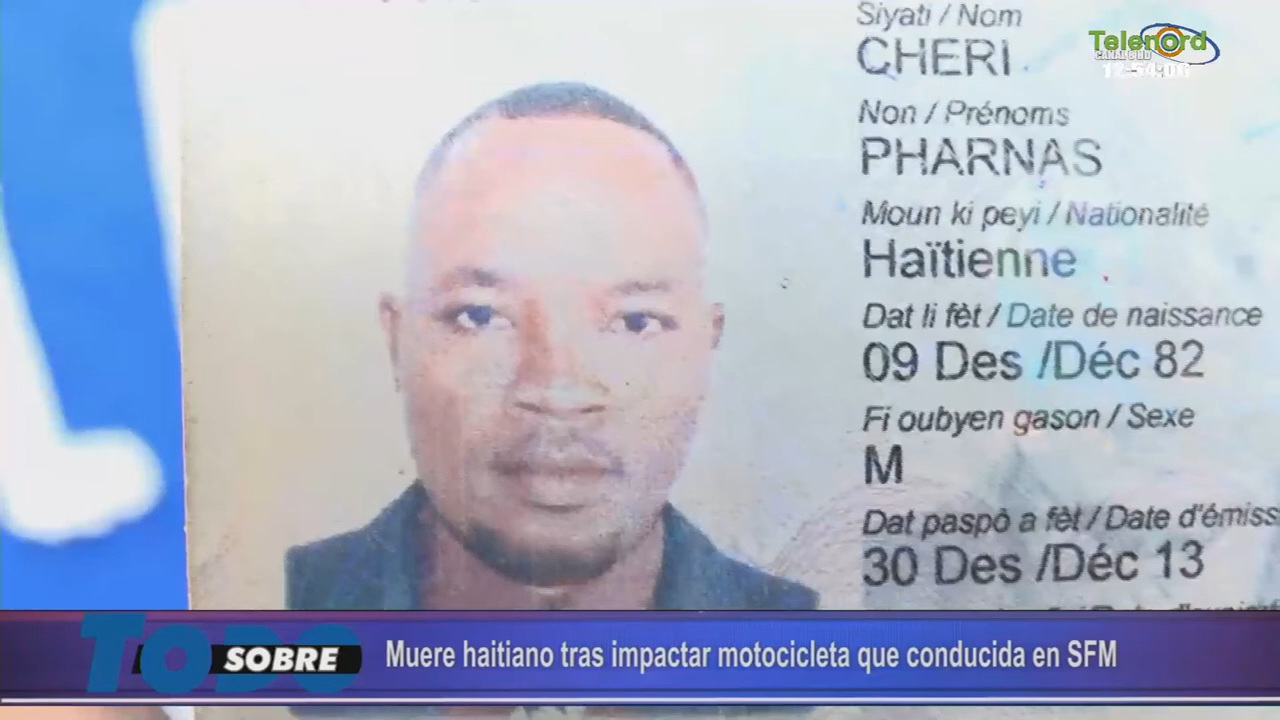 Siyati / Nom
CHERI
Non / Prénoms
PHARNAS
Moun ki peyi / Nationalité
Haïtienne
Dat li fèt / Date de naissance
09 Des /Déc 82
Fi oubyen gason / Sexe
M
Dat paspò a fèt / Date d'émiss
30 Des /Déc 13
Telenord
TODO
SOBRE
Muere haitiano tras impactar motocicleta que conducida en SFM